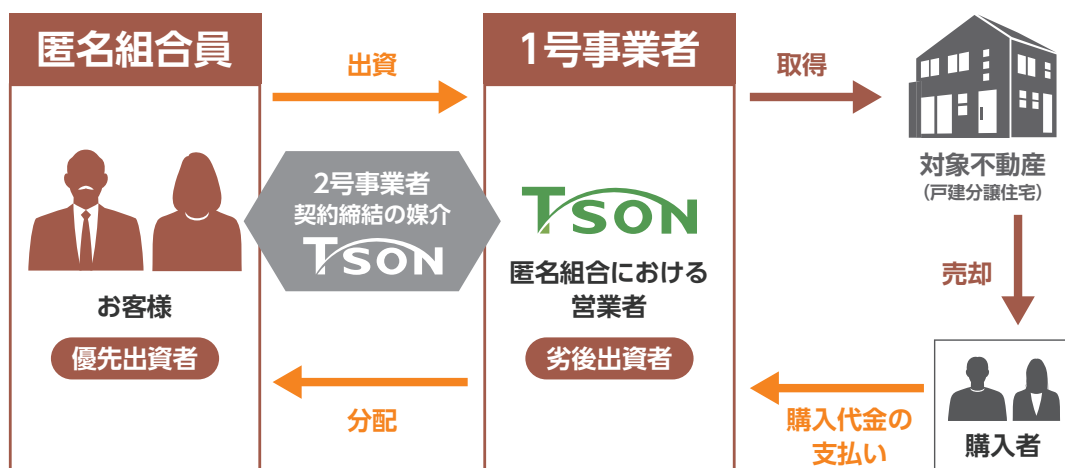 匿名組合員
出資
1号事業者
取得
2号事業者
契約締結の媒介
TSON
TSON
匿名組合における
営業者
お客様
優先出資者
劣後出資者
分配
対象不動産
(戸建分譲住宅)
売却
購入代金の
支払い
購入者